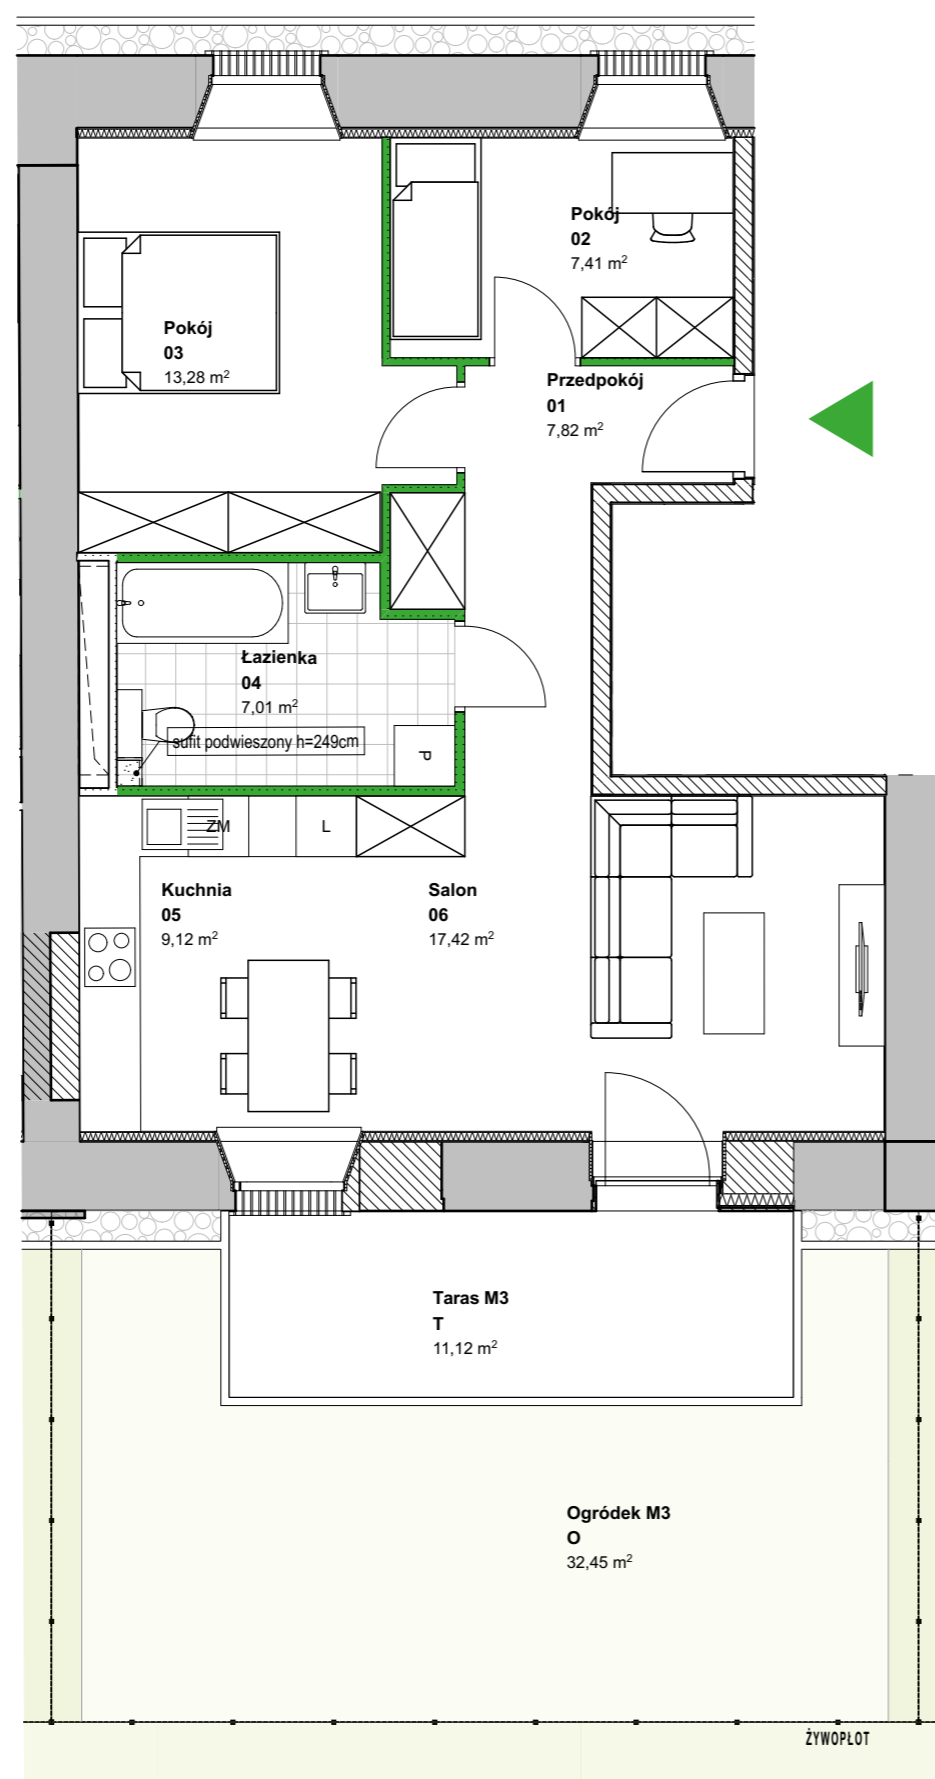 Pokój
02
7,41 m²
Pokój
03
13,28 m²
Przedpokój
01
7,82 m²
Łazienka
04
7,01 m²
sufit podwieszony h=249cm
P
ZM
L
Kuchnia
05
9,12 m²
Salon
06
17,42 m²
Taras M3
T
11,12 m²
Ogródek M3
O
32,45 m²
ŻYWOPŁOT